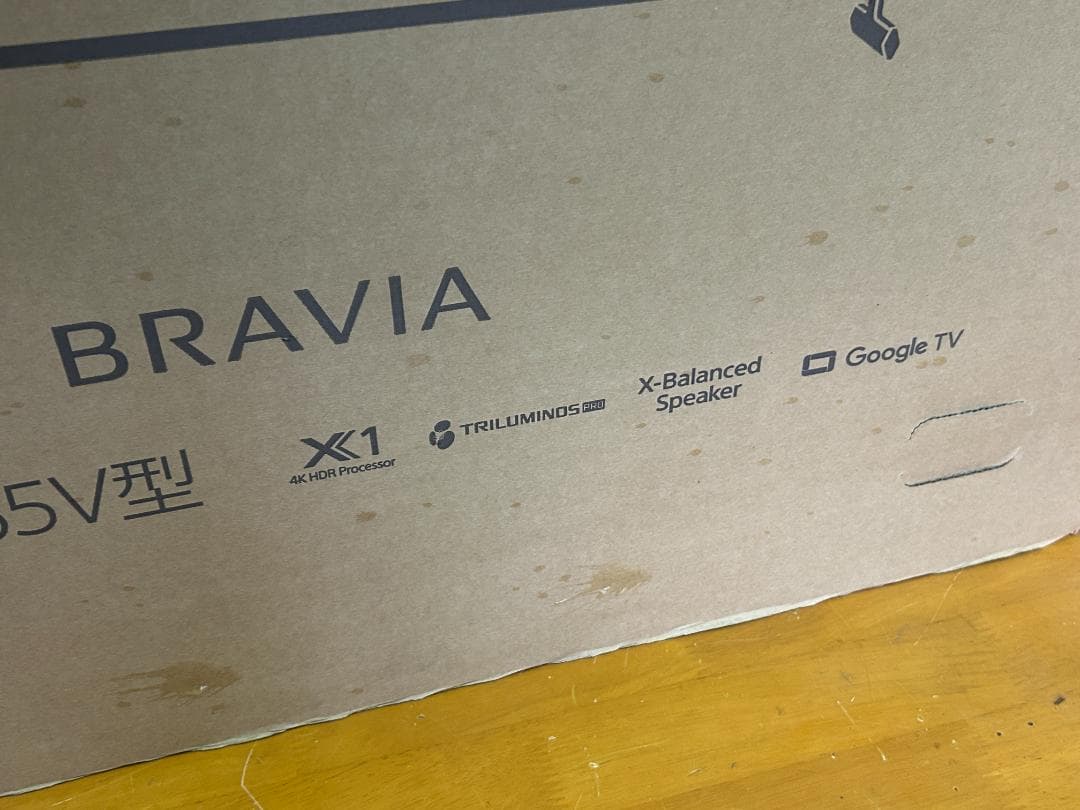 BRAVIA
5V型
X1
4K HDR Processor
TRILUMINOS PRO
X-Balanced
Speaker
Google TV